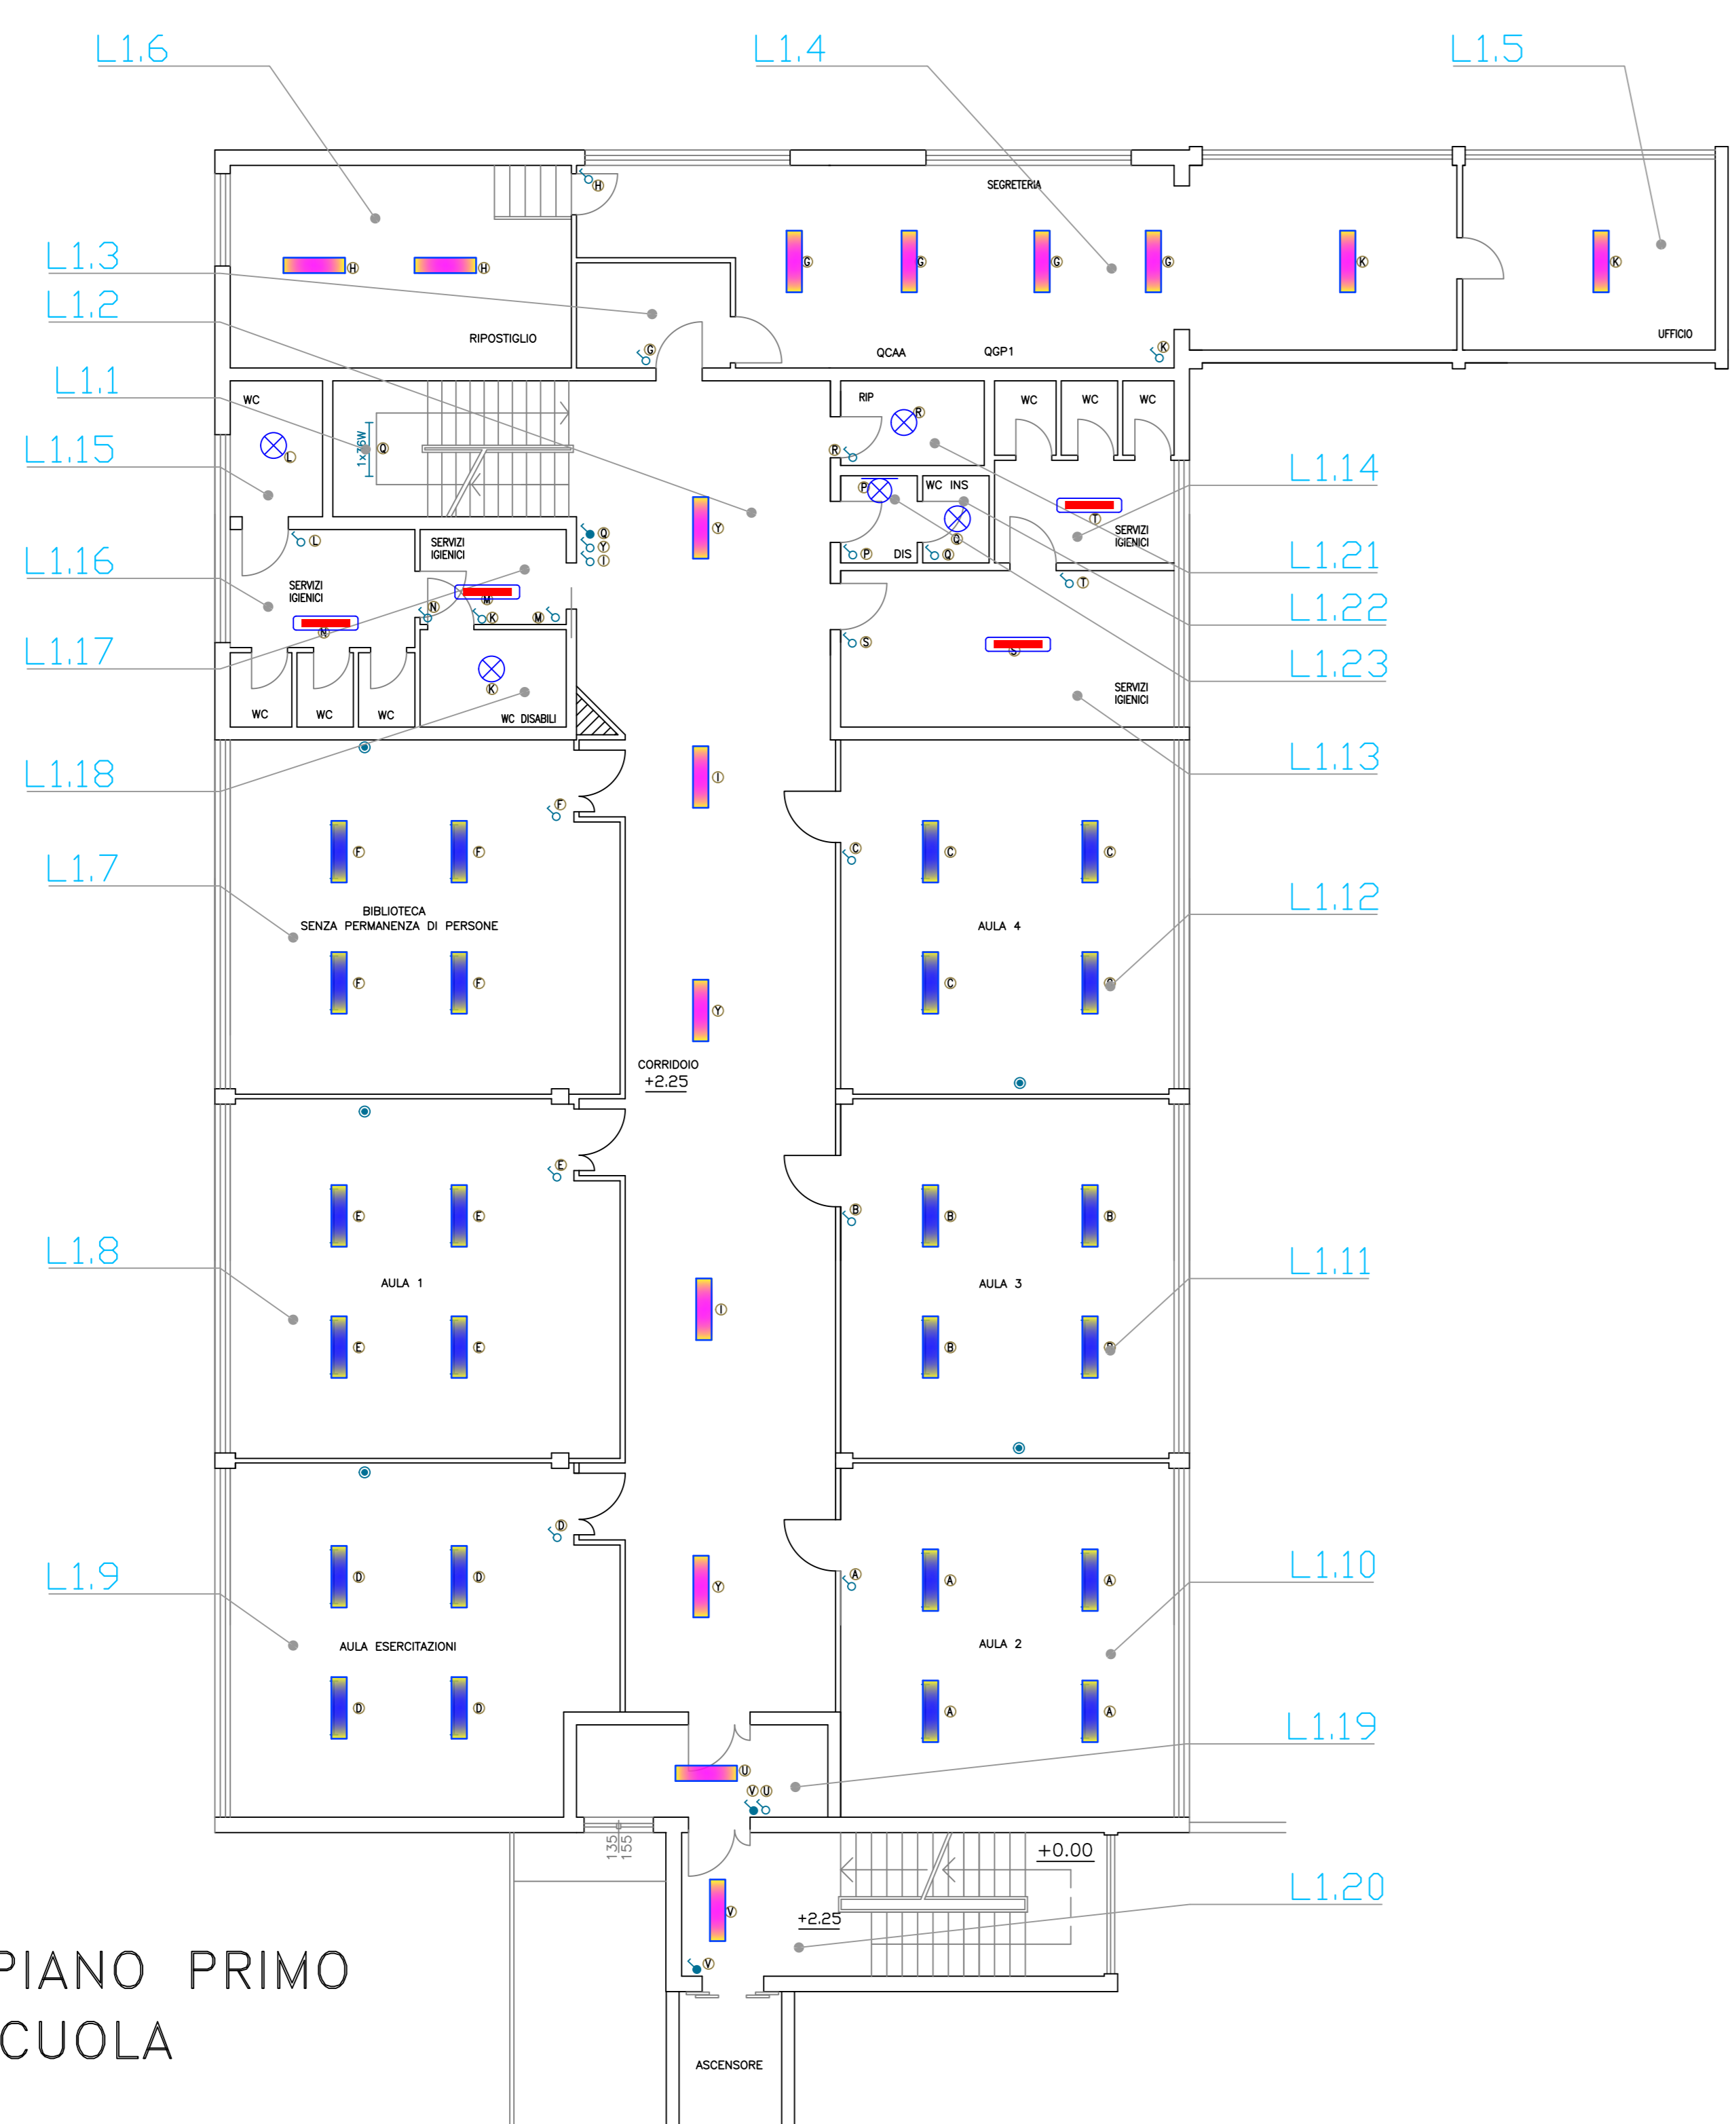 L1.6
L1.4
L1.5
H
SEGRETERIA
L1.3
H
H
G
G
G
G
K
K
L1.2
RIPOSTIGLIO
G
QCAA
QGP1
K
UFFICIO
L1.1
WC
RIP
WC
WC
WC
L1.15
1x36W
Q
L
R
R
L1.14
P
WC INS
Y
T
L1.16
L
SERVIZI
IGIENICI
Q
Y
I
P
DIS
Q
Q
SERVIZI
IGIENICI
L1.21
SERVIZI
IGIENICI
M
T
N
K
M
L1.22
N
L1.17
S
S
L1.23
K
SERVIZI
IGIENICI
WC
WC
WC
WC DISABILI
L1.18
L1.13
I
F
F
F
C
C
C
L1.7
L1.12
BIBLIOTECA
SENZA PERMANENZA DI PERSONE
AULA 4
F
F
C
Y
CORRIDOIO
+2.25
E
E
E
B
B
B
L1.8
L1.11
AULA 1
AULA 3
I
E
E
B
D
D
D
Y
A
A
A
L1.9
L1.10
AULA ESERCITAZIONI
AULA 2
D
D
A
A
L1.19
U
V U
135
155
+0.00
L1.20
V
+2.25
V
PIANO PRIMO
CUOLA
ASCENSORE